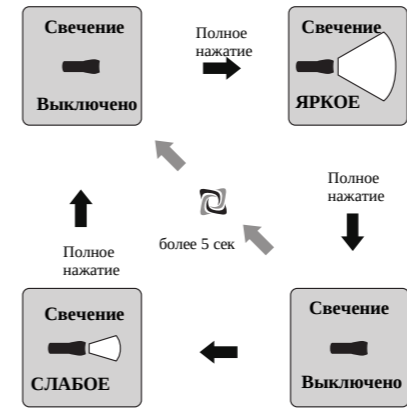 Свечение
Выключено
Полное
нажатие
Свечение
ЯРКОЕ
Полное
нажатие
более 5 сек
Полное
нажатие
Свечение
СЛАБОЕ
Свечение
Выключено